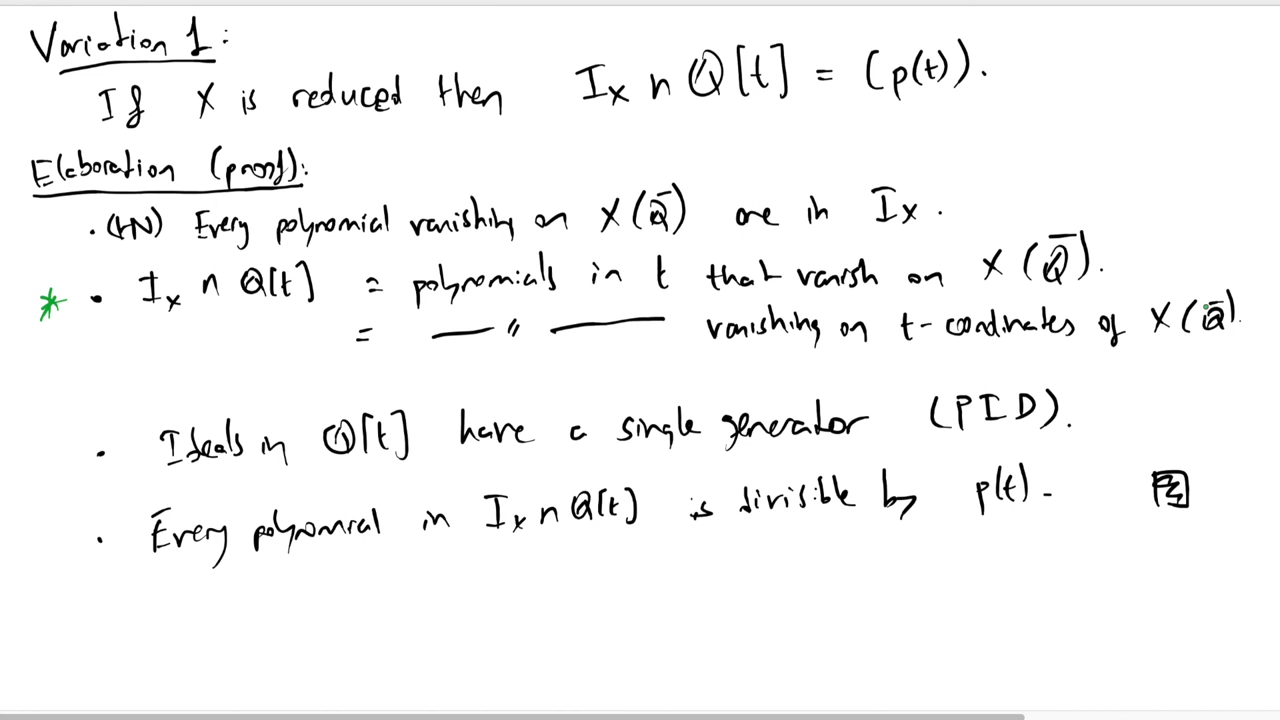 Variation 1:
If X is reduced then I_X ∩ ℚ[t] = (p(t)).
Elaboration (proof):
• (HN) Every polynomial vanishing on X(ℚ̄) are in I_X.
* • I_X ∩ ℚ[t] = polynomials in t that vanish on X(ℚ̄).
= —— " —— vanishing on t-coordinates of X(ℚ̄).
• Ideals in ℚ[t] have a single generator (PID).
• Every polynomial in I_X ∩ ℚ[t] is divisible by p(t).